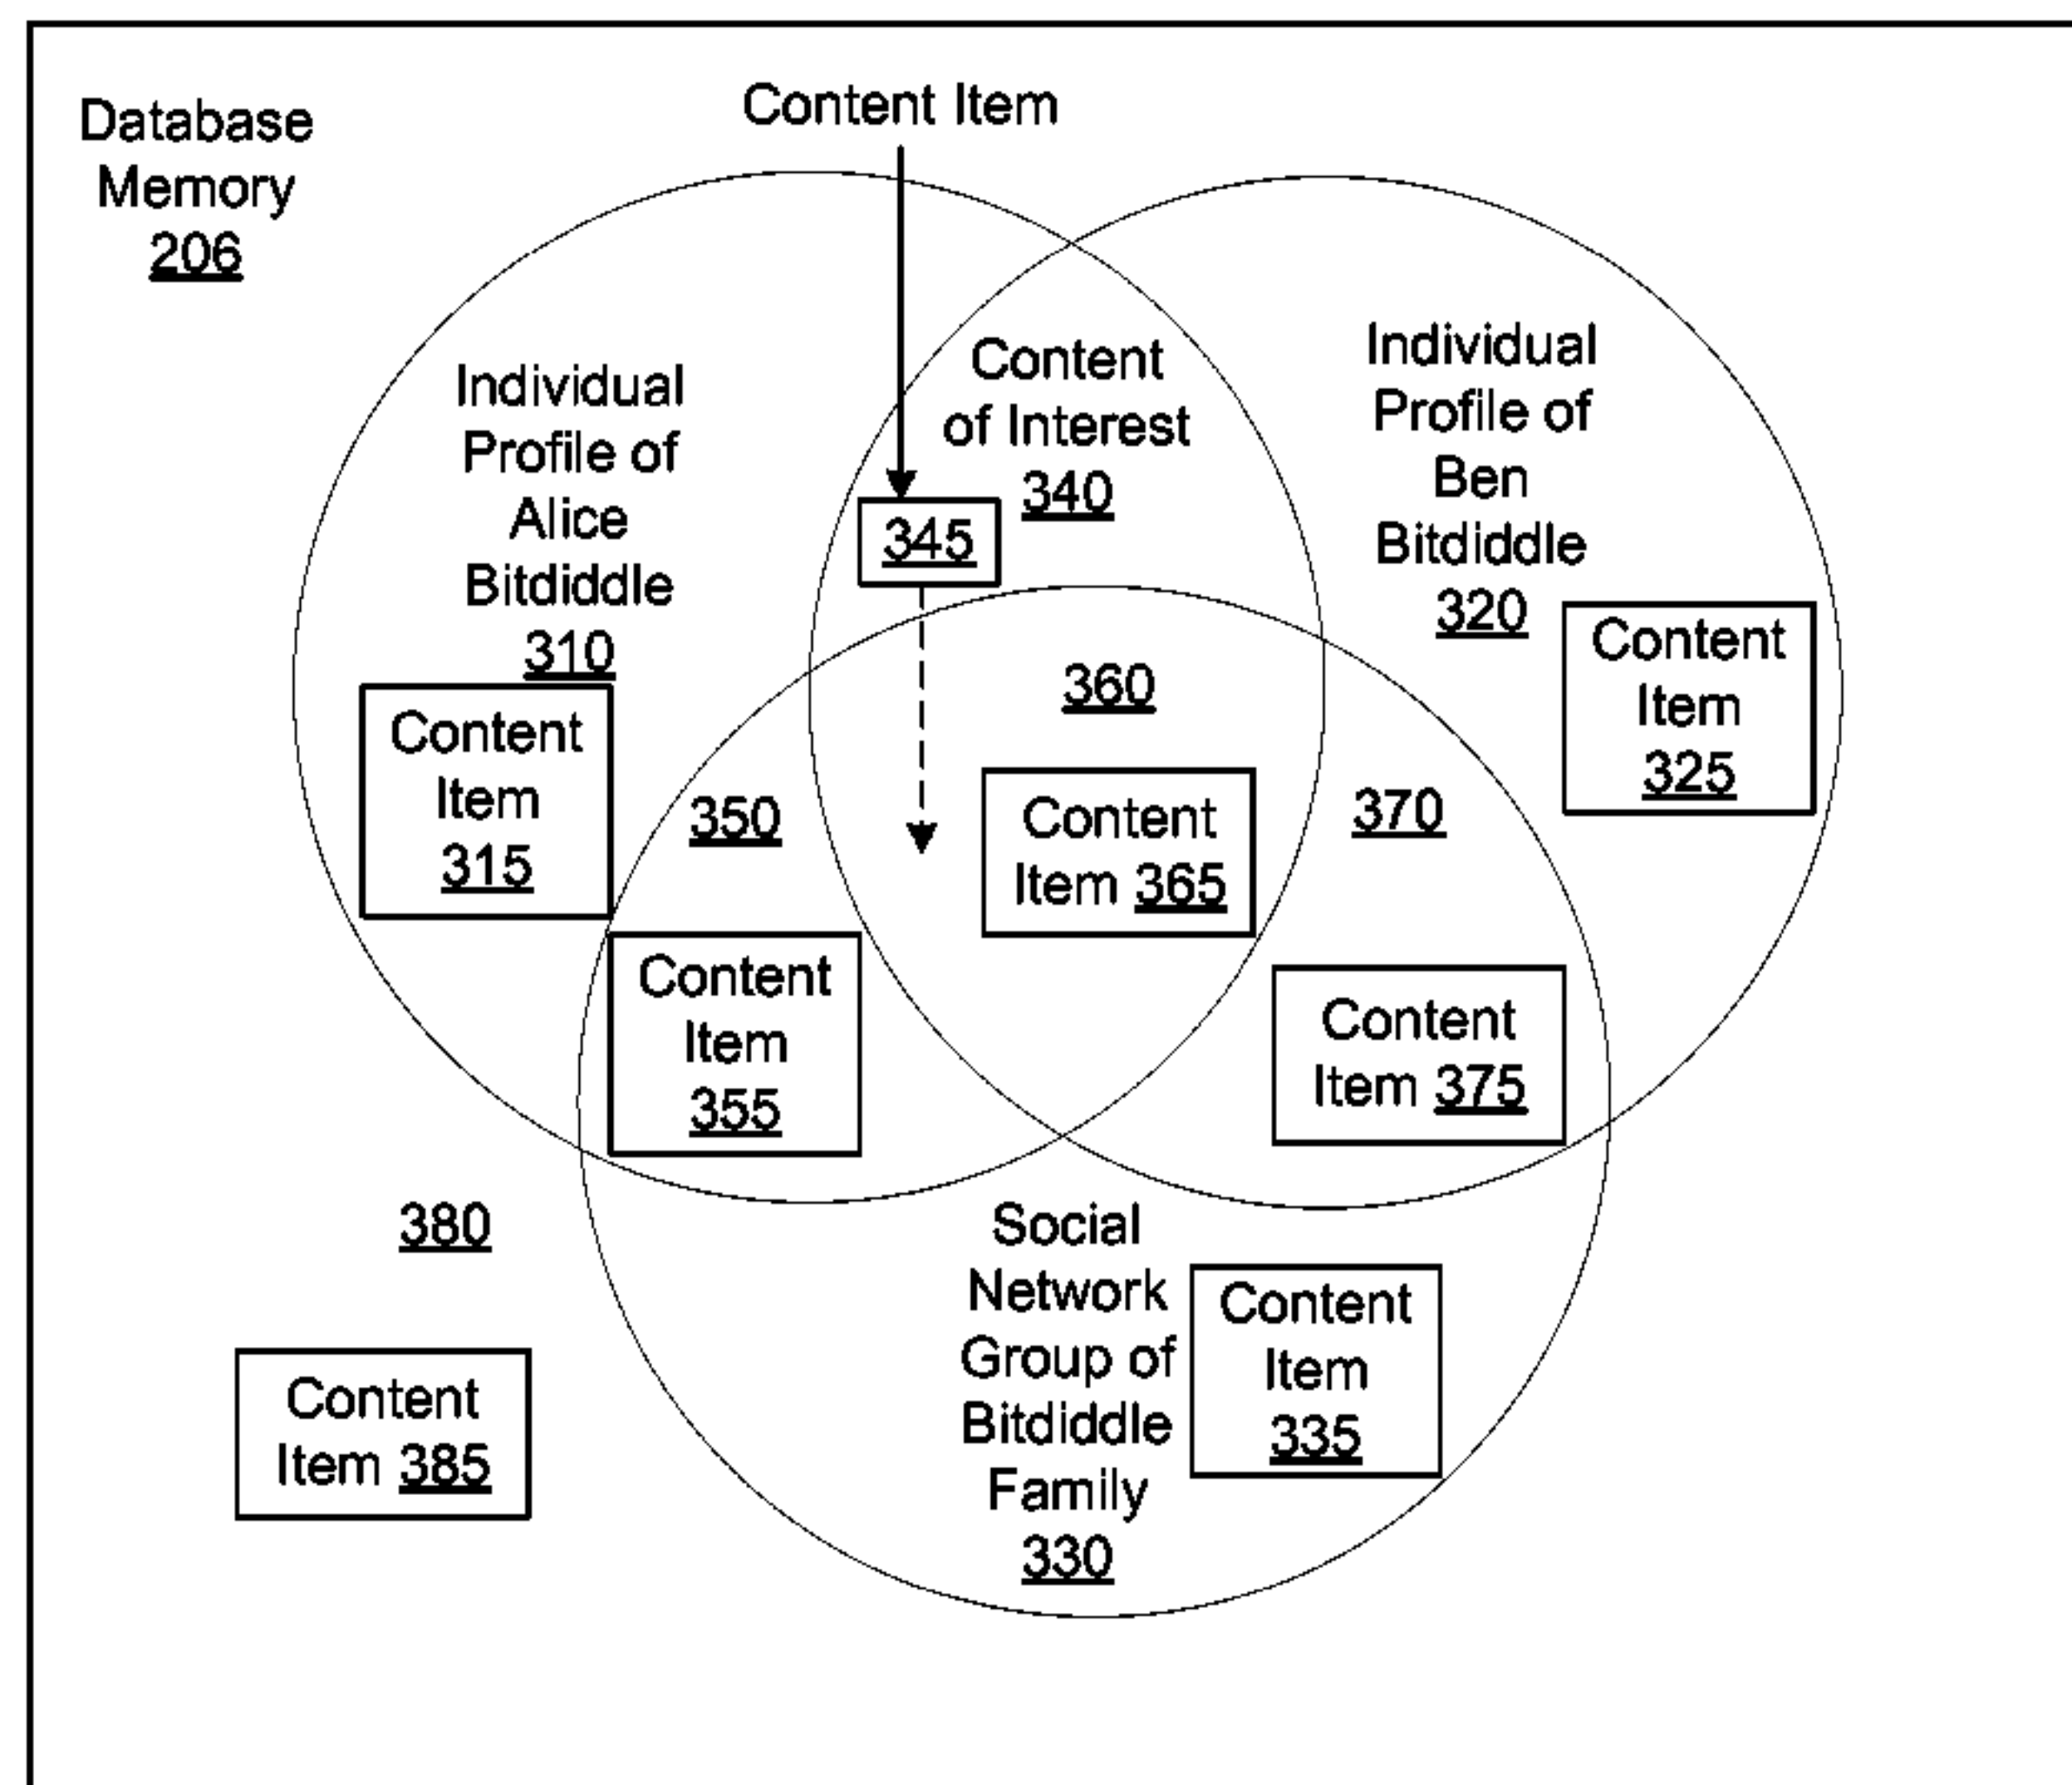 Database
Memory
206
Content Item
Individual
Profile of
Alice
Bitdiddle
310
Content
of Interest
340
345
Individual
Profile of
Ben
Bitdiddle
320
Content
Item
325
Content
Item
315
350
360
370
Content
Item 365
Content
Item
355
Content
Item 375
380
Content
Item 385
Social
Network
Group of
Bitdiddle
Family
330
Content
Item
335